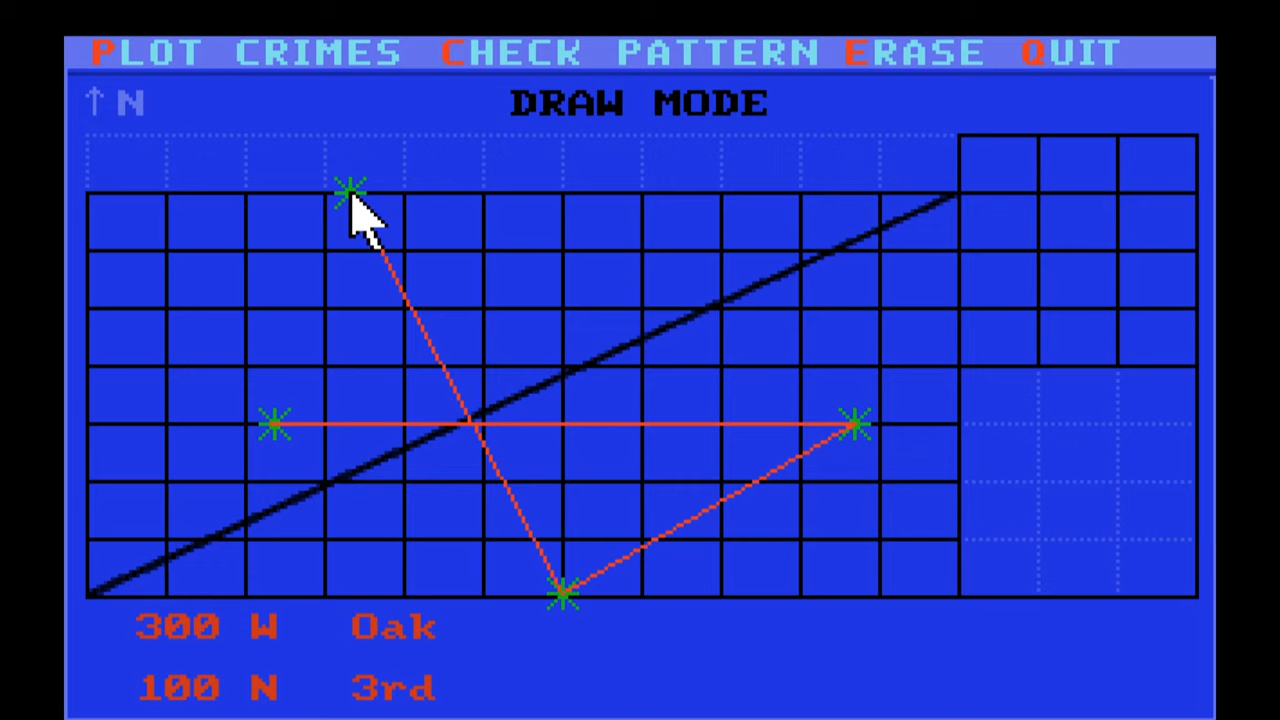 PLOT CRIMES CHECK PATTERN ERASE QUIT
↑ N DRAW MODE
300 W Oak
100 N 3rd